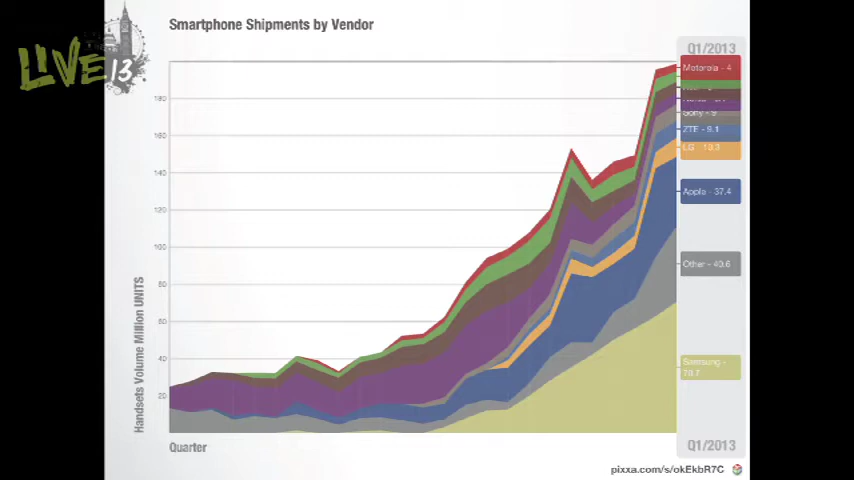 Smartphone Shipments by Vendor
LIVE 13
Q1/2013
Motorola - 4
Sony - 9
ZTE - 9.1
LG - 10.3
Apple - 37.4
Other - 40.6
Samsung -
70.7
180
160
140
120
100
80
60
40
20
Handsets Volume Million UNITS
Quarter
Q1/2013
pixxa.com/s/okEkbR7C